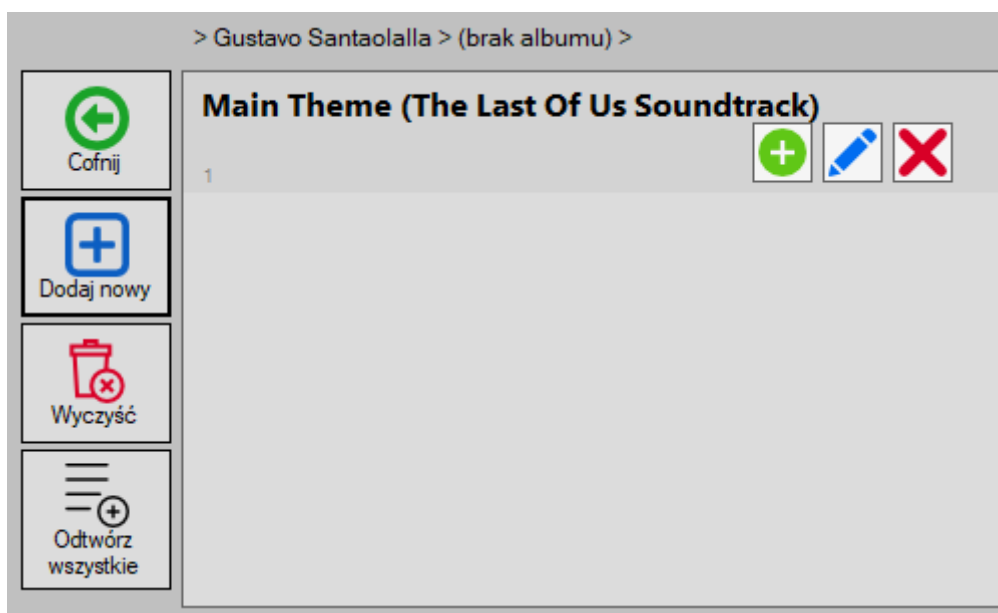 > Gustavo Santaolalla > (brak albumu) >
Cofnij
Main Theme (The Last Of Us Soundtrack)
1
Dodaj nowy
Wyczyść
Odtwórz
wszystkie